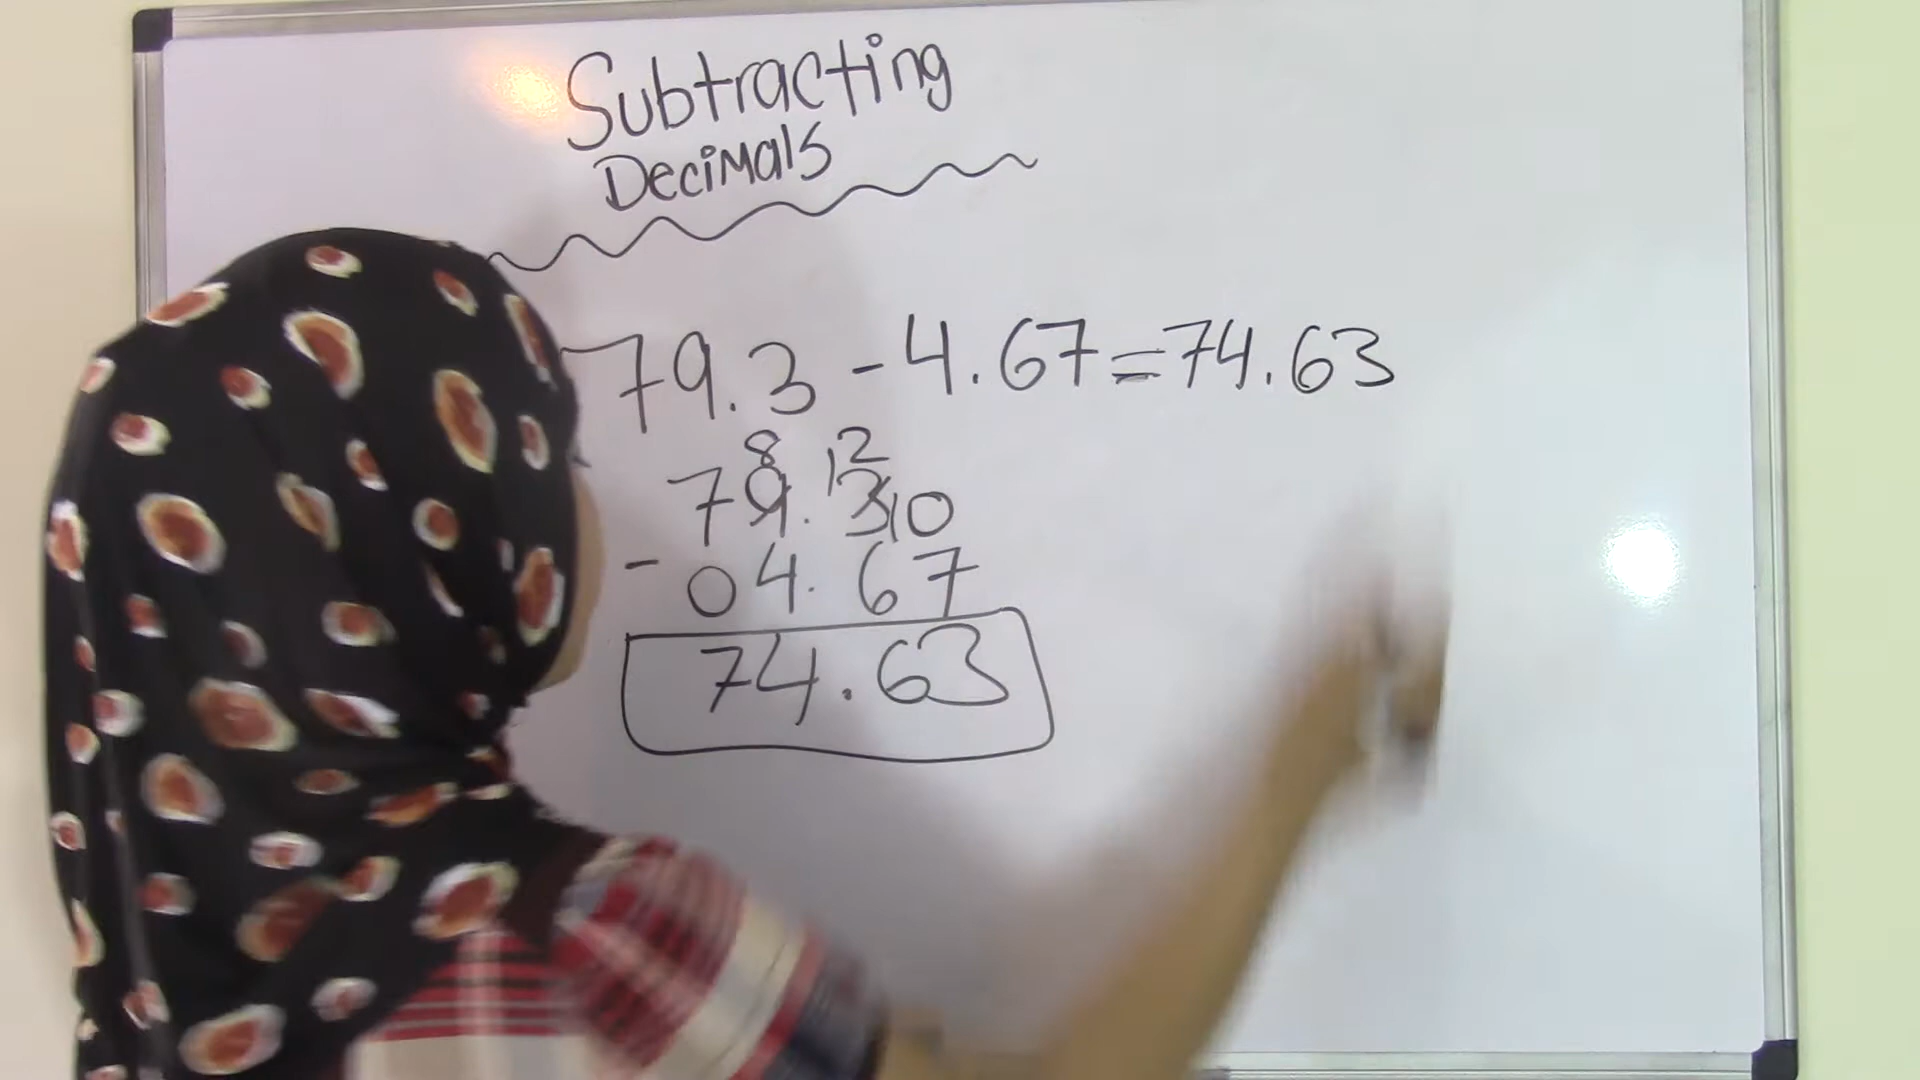 Subtracting
Decimals
79.3 - 4.67 = 74.63
8 12
79.310
- 04.67
74.63